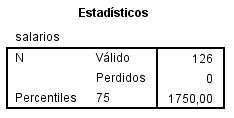 Estadísticos
salarios
N Válido 126
Perdidos 0
Percentiles 75 1750,00